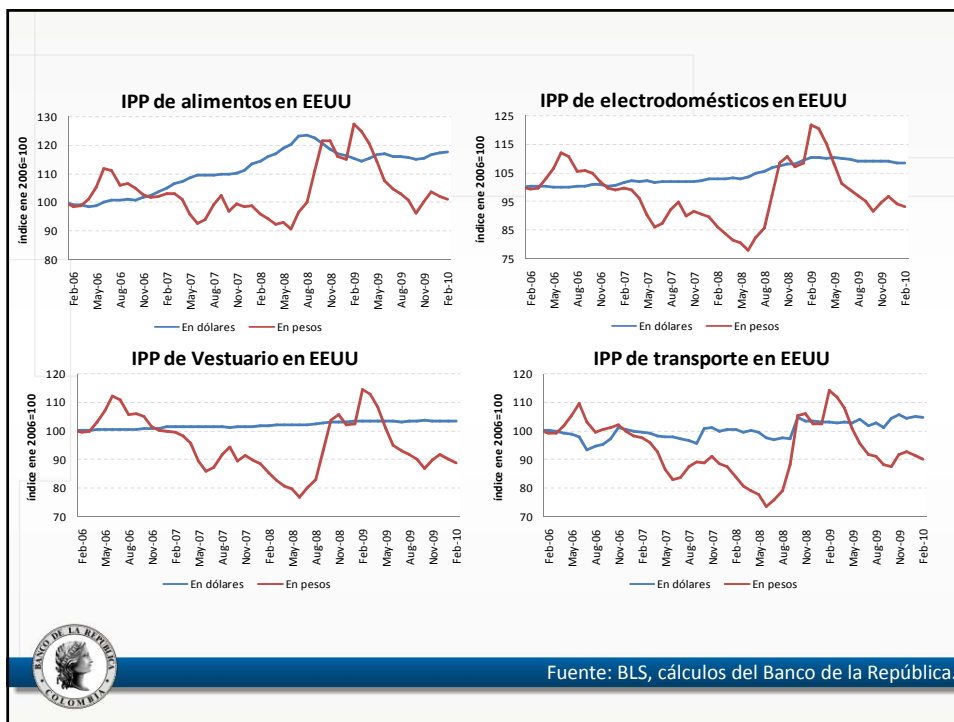 IPP de alimentos en EEUU
índice ene 2006=100
130
120
110
100
90
80
Feb-06
May-06
Aug-06
Nov-06
Feb-07
May-07
Aug-07
Nov-07
Feb-08
May-08
Aug-08
Nov-08
Feb-09
May-09
Aug-09
Nov-09
Feb-10
En dólares
En pesos
IPP de electrodomésticos en EEUU
índice ene 2006=100
125
115
105
95
85
75
Feb-06
May-06
Aug-06
Nov-06
Feb-07
May-07
Aug-07
Nov-07
Feb-08
May-08
Aug-08
Nov-08
Feb-09
May-09
Aug-09
Nov-09
Feb-10
En dólares
En pesos
IPP de Vestuario en EEUU
índice ene 2006=100
120
110
100
90
80
70
Feb-06
May-06
Aug-06
Nov-06
Feb-07
May-07
Aug-07
Nov-07
Feb-08
May-08
Aug-08
Nov-08
Feb-09
May-09
Aug-09
Nov-09
Feb-10
En dólares
En pesos
IPP de transporte en EEUU
índice ene 2006=100
120
110
100
90
80
70
Feb-06
May-06
Aug-06
Nov-06
Feb-07
May-07
Aug-07
Nov-07
Feb-08
May-08
Aug-08
Nov-08
Feb-09
May-09
Aug-09
Nov-09
Feb-10
En dólares
En pesos
BANCO DE LA REPUBLICA
COLOMBIA
Fuente: BLS, cálculos del Banco de la República.